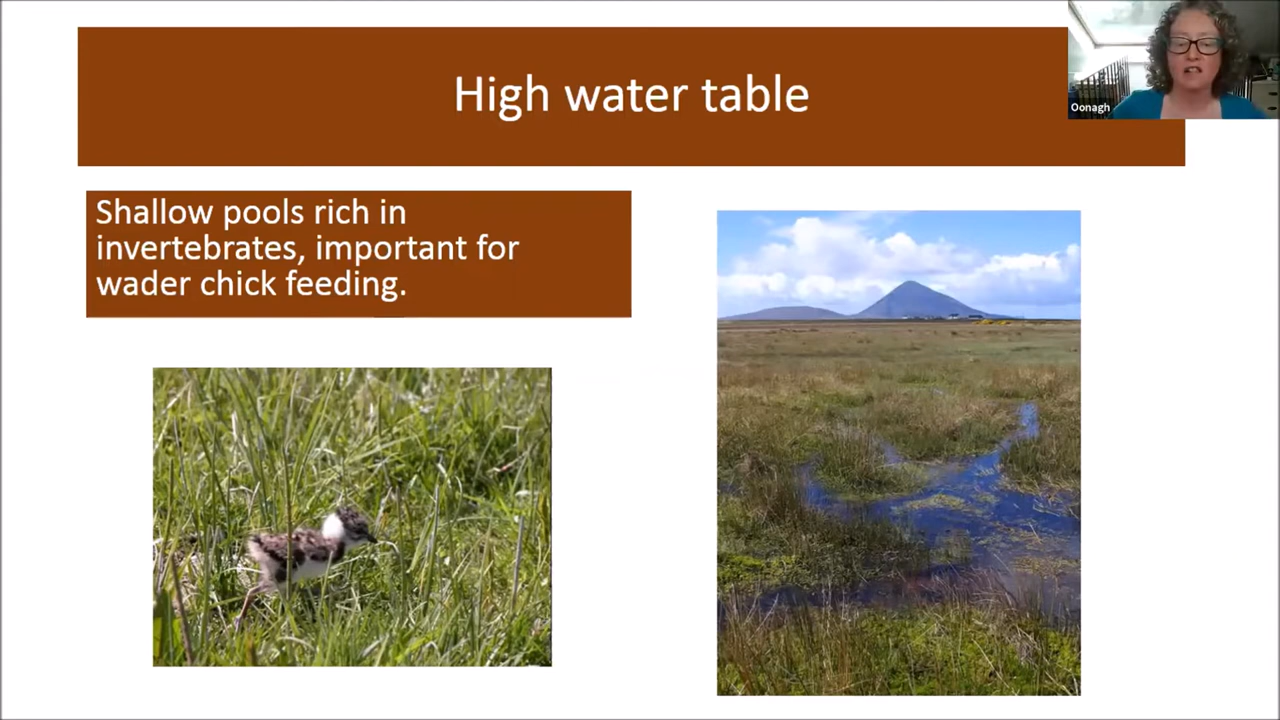 High water table
Oonagh
Shallow pools rich in
invertebrates, important for
wader chick feeding.